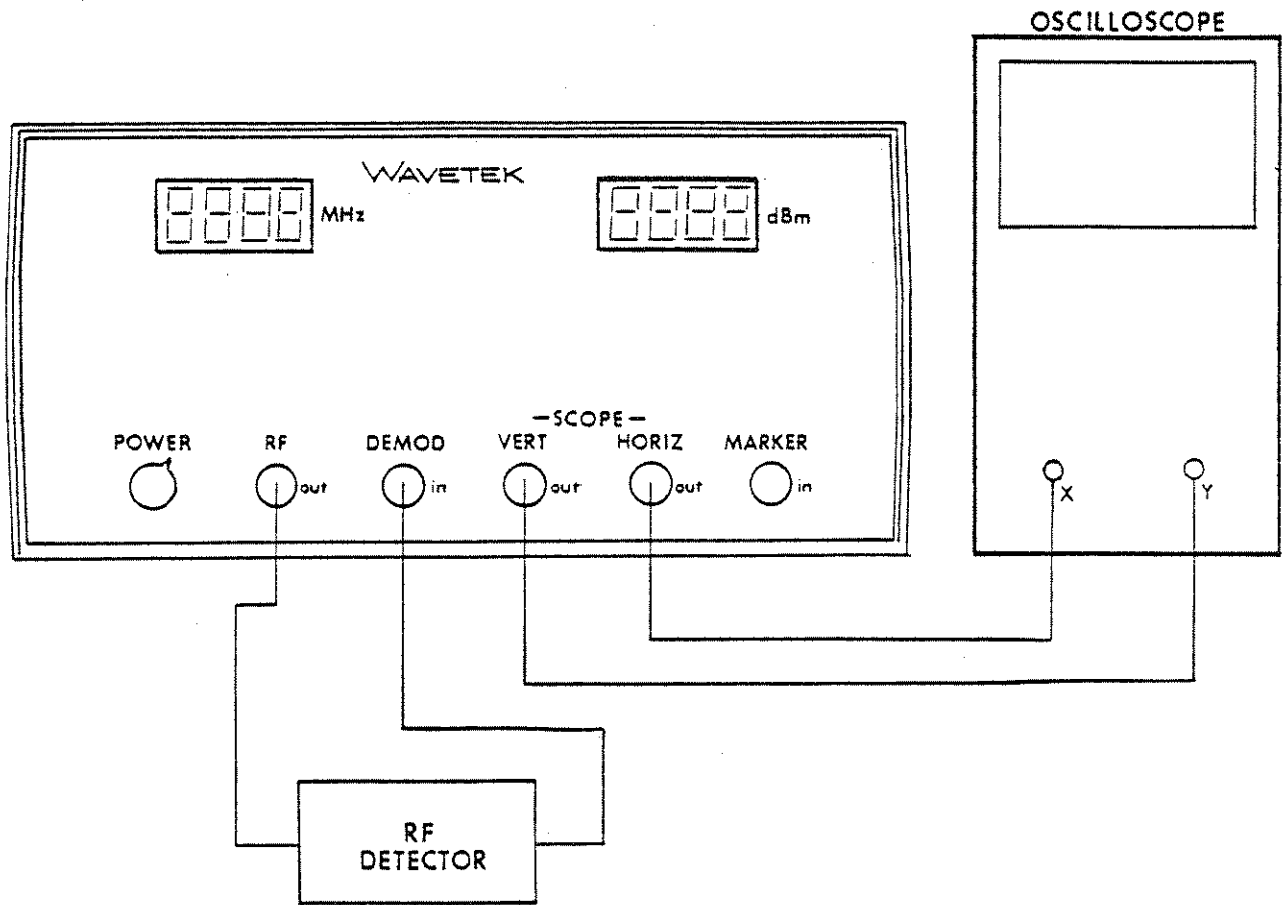 OSCILLOSCOPE
WAVETEK
MHz
dBm
—SCOPE—
POWER
RF
DEMOD
VERT
HORIZ
MARKER
out
in
out
out
in
X
Y
RF
DETECTOR